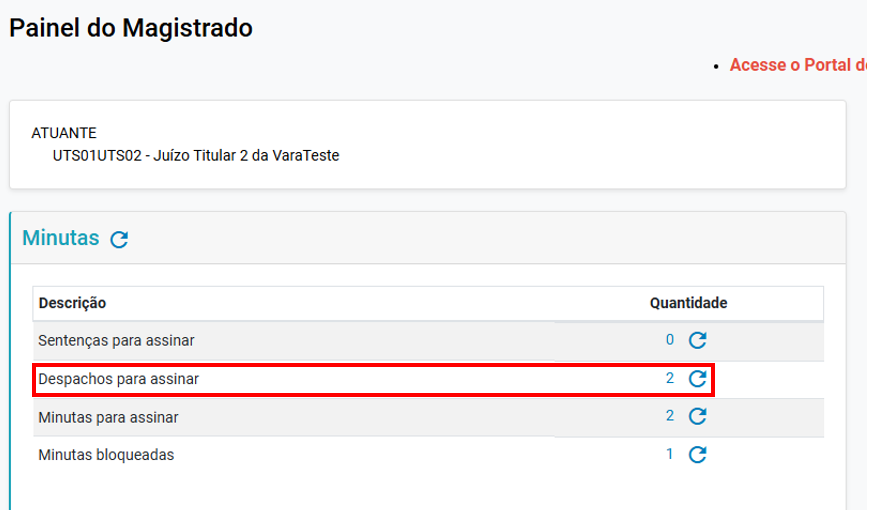 Painel do Magistrado
• Acesse o Portal d
ATUANTE
UTS01UTS02 - Juízo Titular 2 da VaraTeste
Minutas
Descrição Quantidade
Sentenças para assinar 0
Despachos para assinar 2
Minutas para assinar 2
Minutas bloqueadas 1